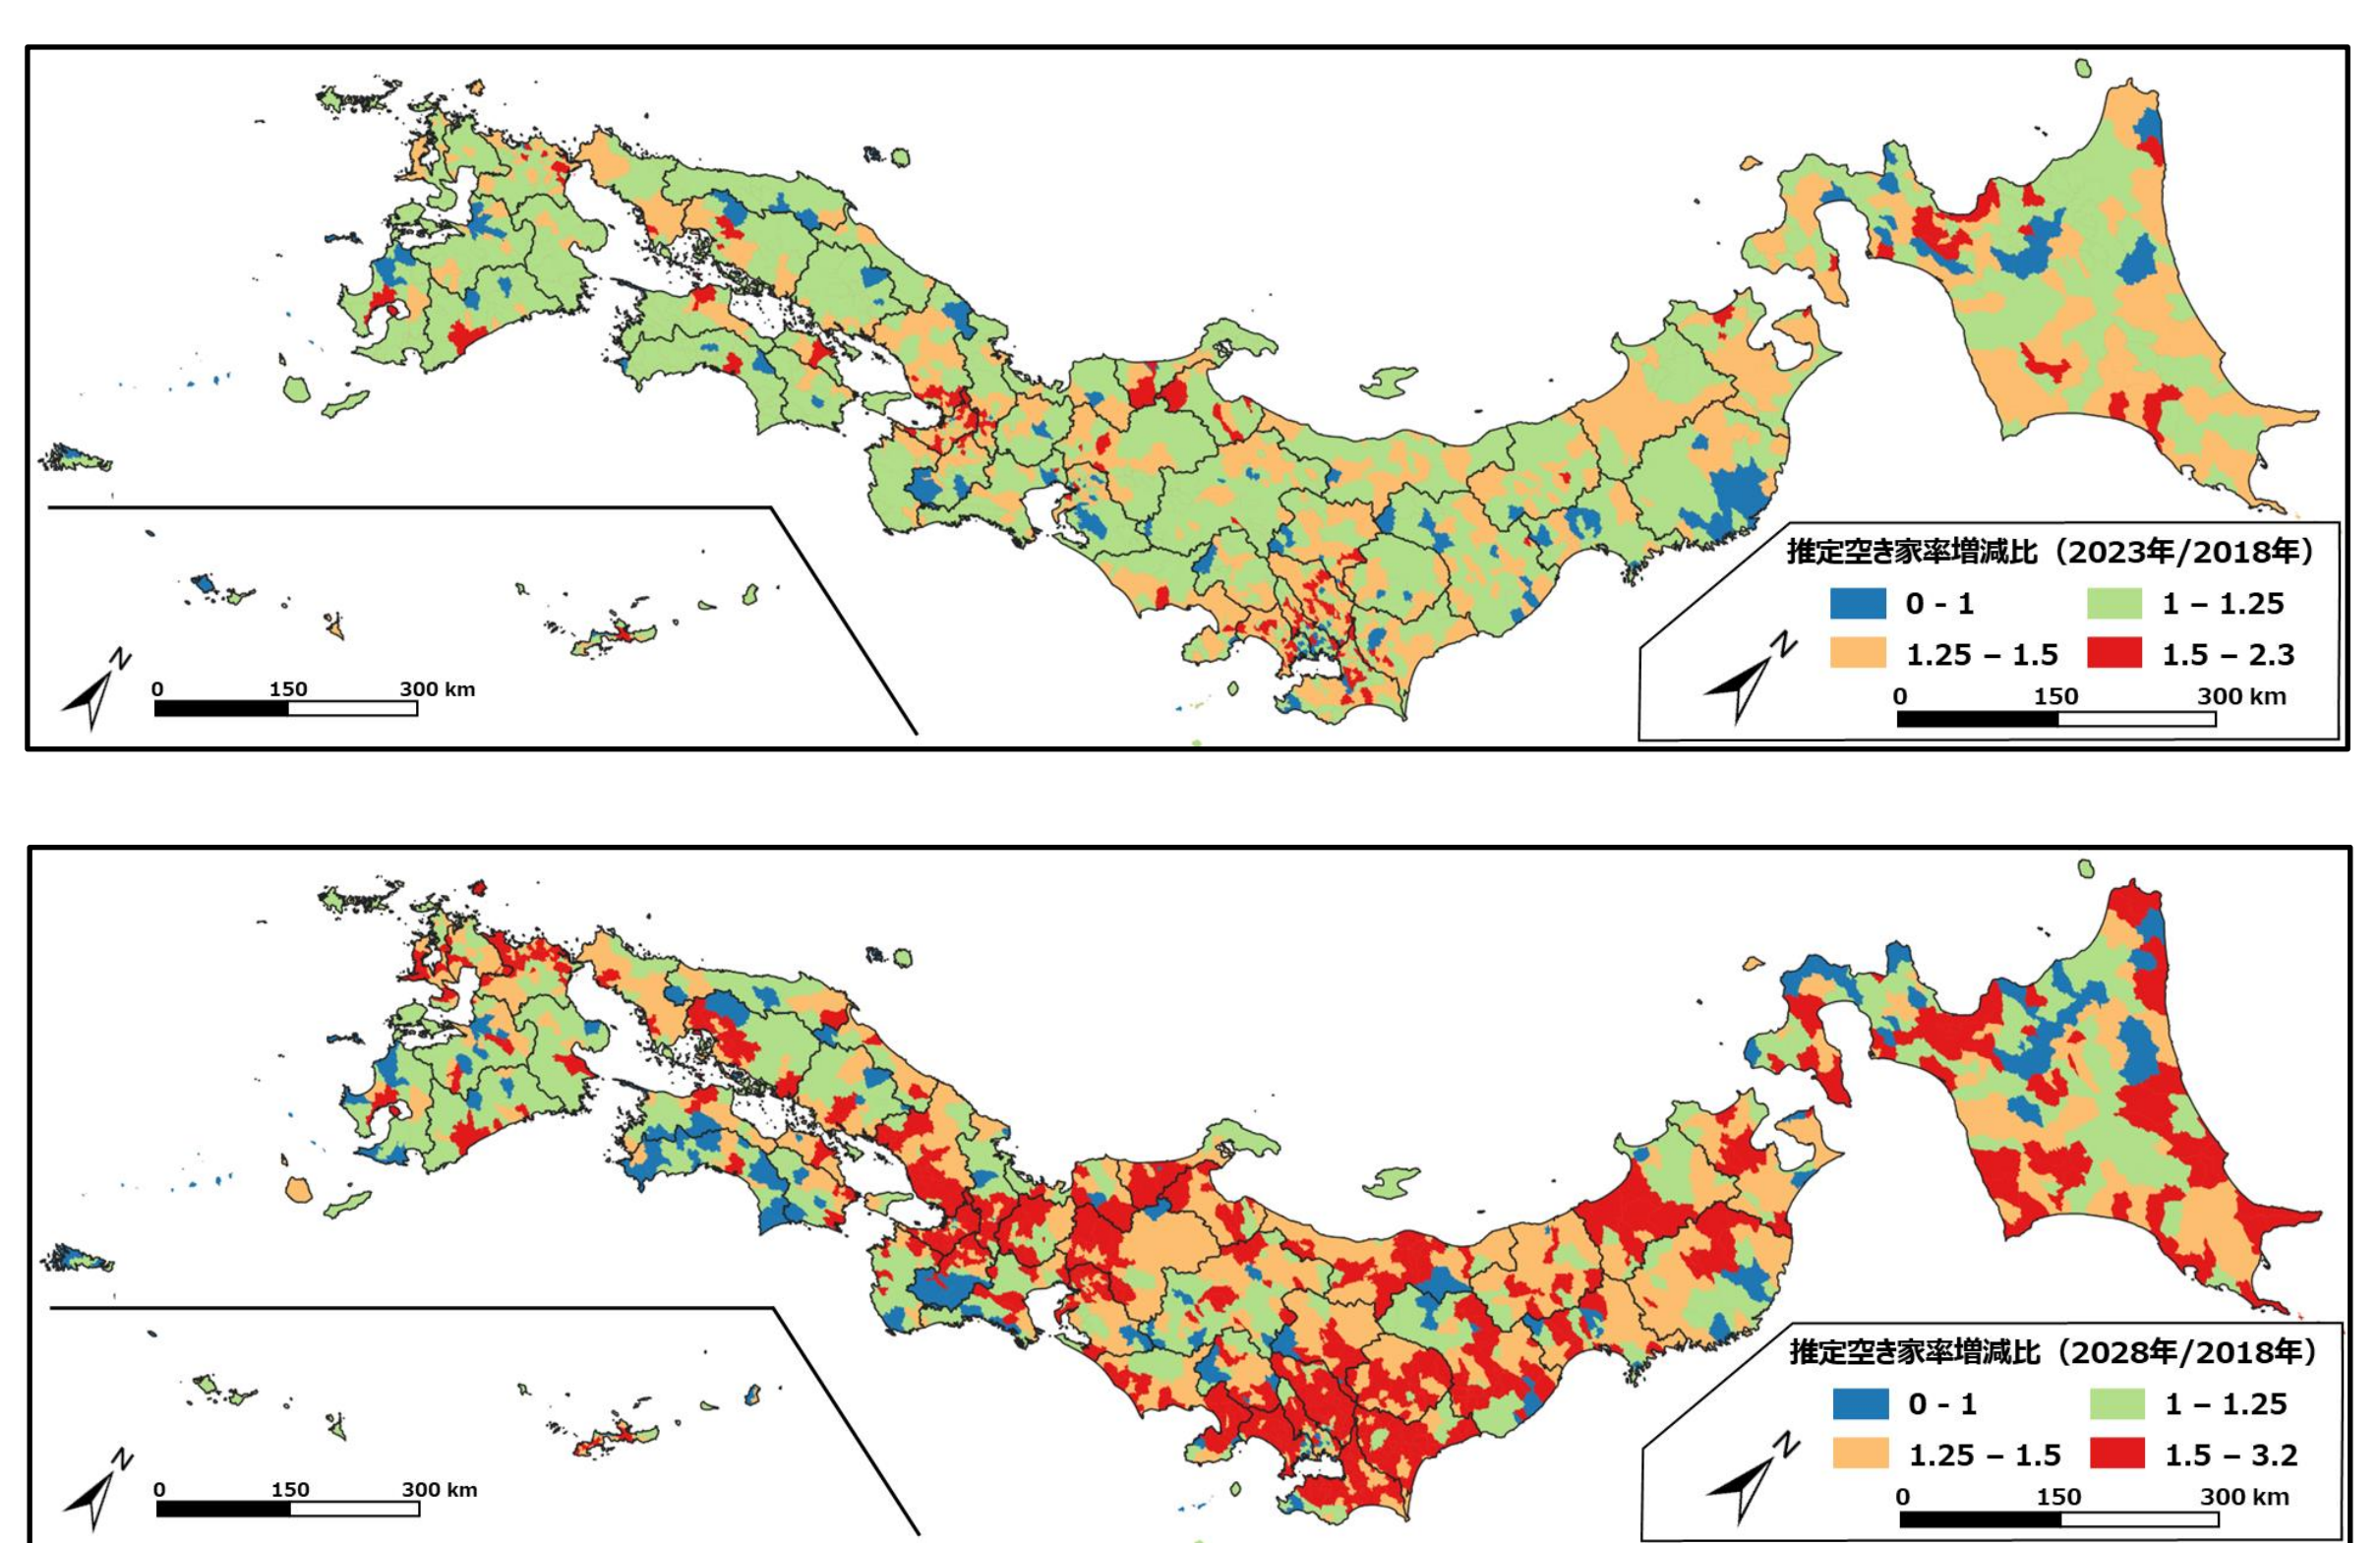 推定空き家率増減比（2023年/2018年）
0 - 1
1 – 1.25
1.25 – 1.5
1.5 – 2.3
N
0 150 300 km
N
0 150 300 km
推定空き家率増減比（2028年/2018年）
0 - 1
1 – 1.25
1.25 – 1.5
1.5 – 3.2
N
0 150 300 km
N
0 150 300 km